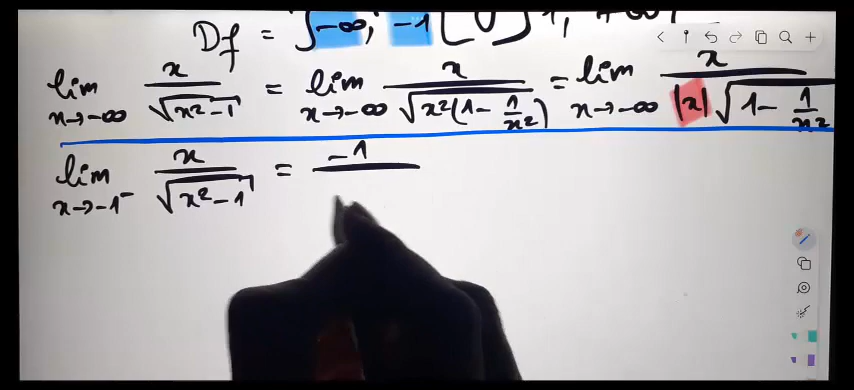 Df = ]-∞; -1[ U ]1; +∞[
lim x→-∞ x/√(x²-1) = lim x→-∞ x/√(x²(1-1/x²)) = lim x→-∞ x/(|x|√(1-1/x²
lim x→-1⁻ x/√(x²-1) = -1/